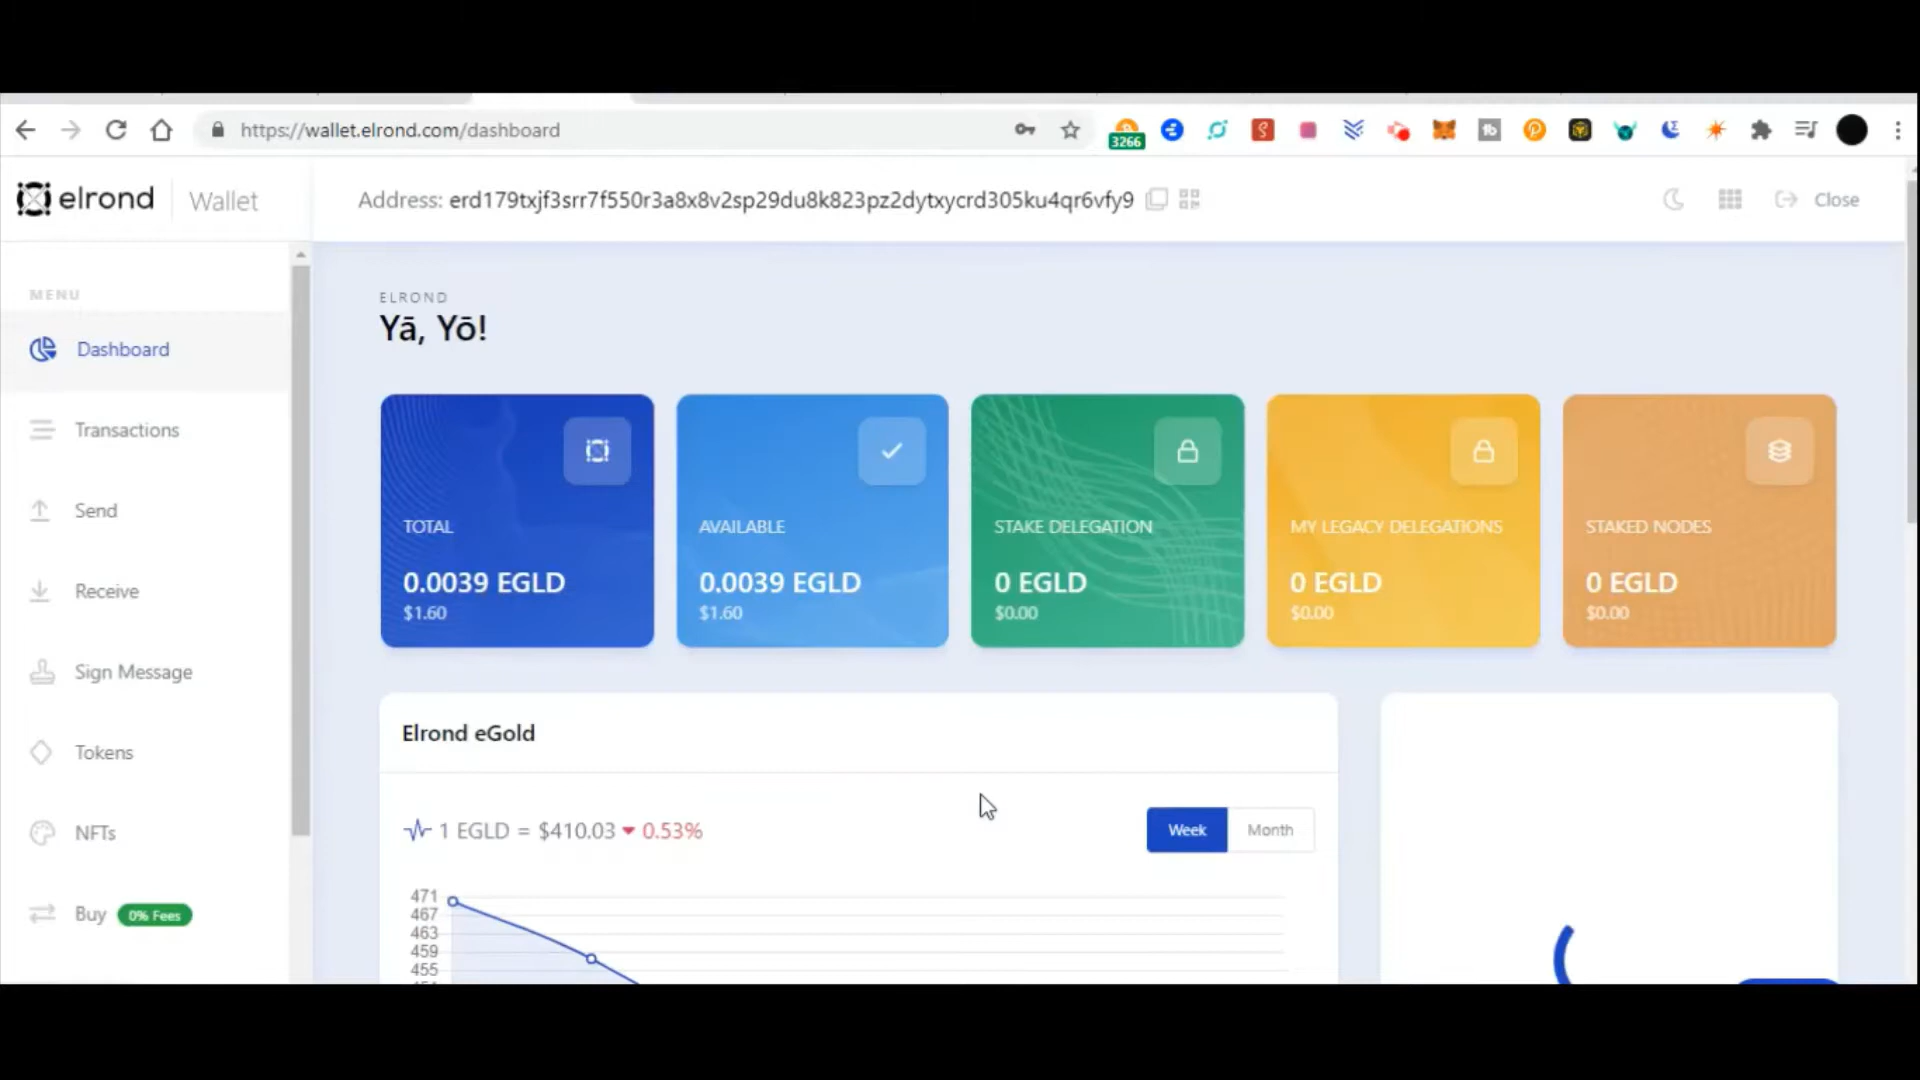 https://wallet.elrond.com/dashboard
3266
elrond Wallet
Address: erd179txjf3srr7f550r3a8x8v2sp29du8k823pz2dytxycrd305ku4qr6vfy9
Close
MENU
Dashboard
Transactions
Send
Receive
Sign Message
Tokens
NFTs
Buy 0% Fees
ELROND
Yā, Yō!
TOTAL
0.0039 EGLD
$1.60
AVAILABLE
0.0039 EGLD
$1.60
STAKE DELEGATION
0 EGLD
$0.00
MY LEGACY DELEGATIONS
0 EGLD
$0.00
STAKED NODES
0 EGLD
$0.00
Elrond eGold
1 EGLD = $410.03 0.53%
Week Month
471
467
463
459
455